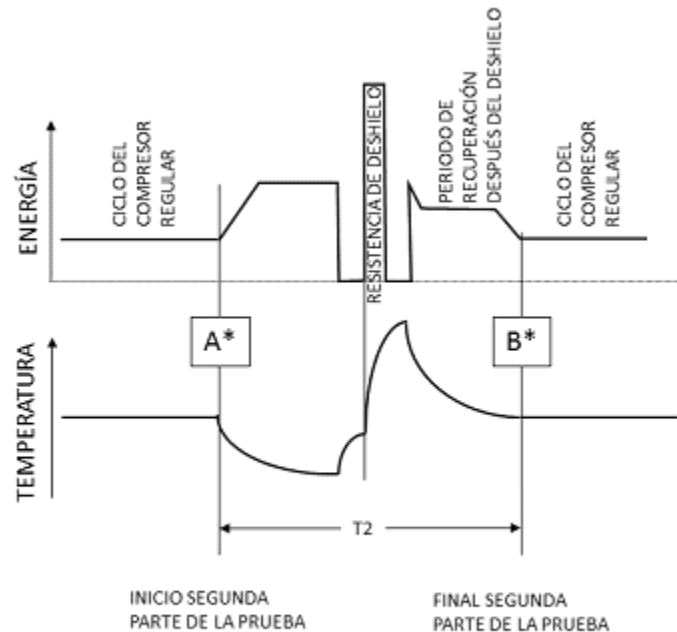 ENERGÍA
CICLO DEL
COMPRESOR
REGULAR
RESISTENCIA DE DESHIELO
PERIODO DE
RECUPERACIÓN
DESPUÉS DEL DESHIELO
CICLO DEL
COMPRESOR
REGULAR
A*
B*
TEMPERATURA
T2
INICIO SEGUNDA
PARTE DE LA PRUEBA
FINAL SEGUNDA
PARTE DE LA PRUEBA